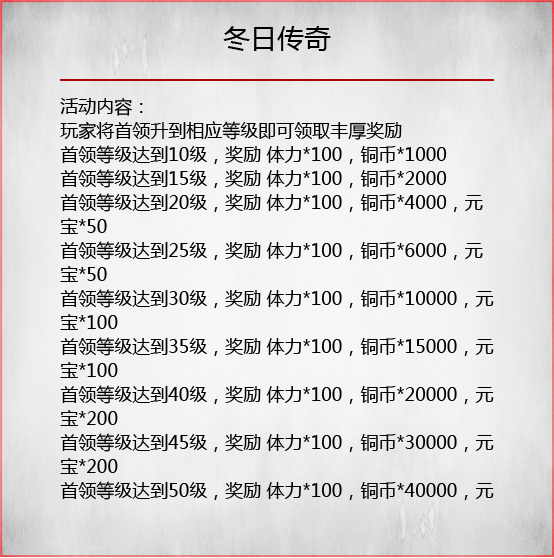 冬日传奇
活动内容：
玩家将首领升到相应等级即可领取丰厚奖励
首领等级达到10级，奖励 体力*100，铜币*1000
首领等级达到15级，奖励 体力*100，铜币*2000
首领等级达到20级，奖励 体力*100，铜币*4000，元
宝*50
首领等级达到25级，奖励 体力*100，铜币*6000，元
宝*50
首领等级达到30级，奖励 体力*100，铜币*10000，元
宝*100
首领等级达到35级，奖励 体力*100，铜币*15000，元
宝*100
首领等级达到40级，奖励 体力*100，铜币*20000，元
宝*200
首领等级达到45级，奖励 体力*100，铜币*30000，元
宝*200
首领等级达到50级，奖励 体力*100，铜币*40000，元